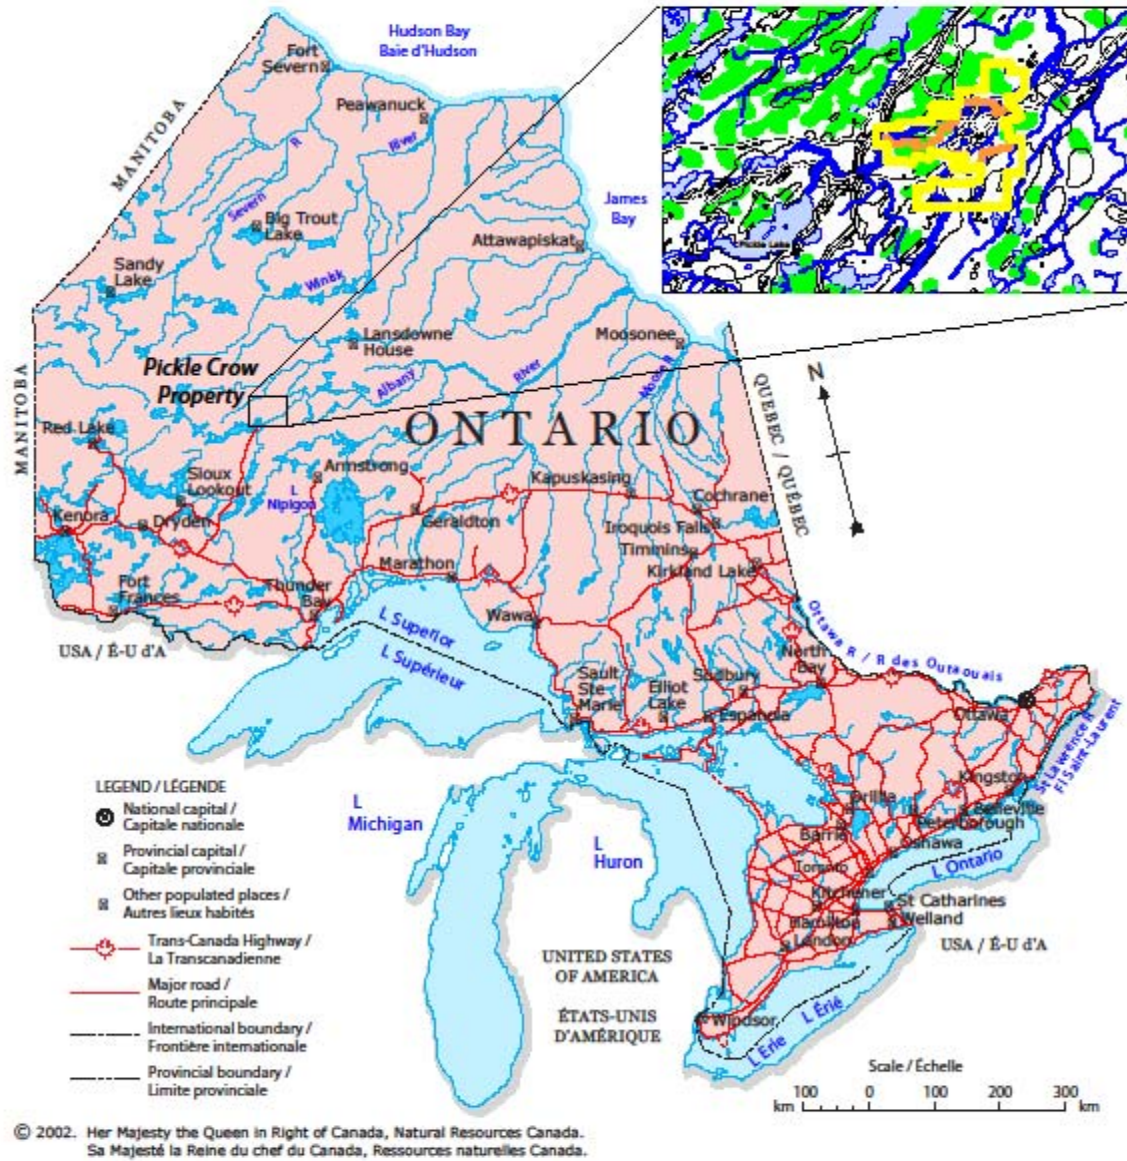 Hudson Bay
Baie d'Hudson
Fort
Severn
Peawanuck
MANITOBA
R
River
Severn
James
Bay
Big Trout
Lake
Attawapiskat
Pickle Lake
Sandy
Lake
Winisk
Lansdowne
House
Moosonee
Pickle Crow
Property
Albany
River
Moose R
N
MANITOBA
ONTARIO
QUEBEC / QUÉBEC
Red Lake
Armstrong
Sioux
Lookout
L
Nipigon
Kapuskasing
Cochrane
Kenora
Dryden
Geraldton
Iroquois Falls
Timmins
Marathon
Kirkland Lake
Fort
Frances
Thunder
Bay
Wawa
USA / É-U d'A
L Superior
L Supérieur
Ottawa R / R des Outaouais
North
Bay
Sault
Ste
Marie
Elliot
Lake
Sudbury
Espanola
Ottawa
St Lawrence R
Fl Saint-Laurent
Kingston
Orillia
Belleville
Peterborough
Barrie
Oshawa
Toronto
L Ontario
Kitchener
St Catharines
Hamilton
Welland
London
USA / É-U d'A
L
Michigan
L
Huron
UNITED STATES
OF AMERICA
ÉTATS-UNIS
D'AMÉRIQUE
Windsor
L Erie
L Érié
LEGEND / LÉGENDE
National capital /
Capitale nationale
Provincial capital /
Capitale provinciale
Other populated places /
Autres lieux habités
Trans-Canada Highway /
La Transcanadienne
Major road /
Route principale
International boundary /
Frontière internationale
Provincial boundary /
Limite provinciale
Scale / Échelle
100 0 100 200 300
km km
© 2002. Her Majesty the Queen in Right of Canada, Natural Resources Canada.
Sa Majesté la Reine du chef du Canada, Ressources naturelles Canada.